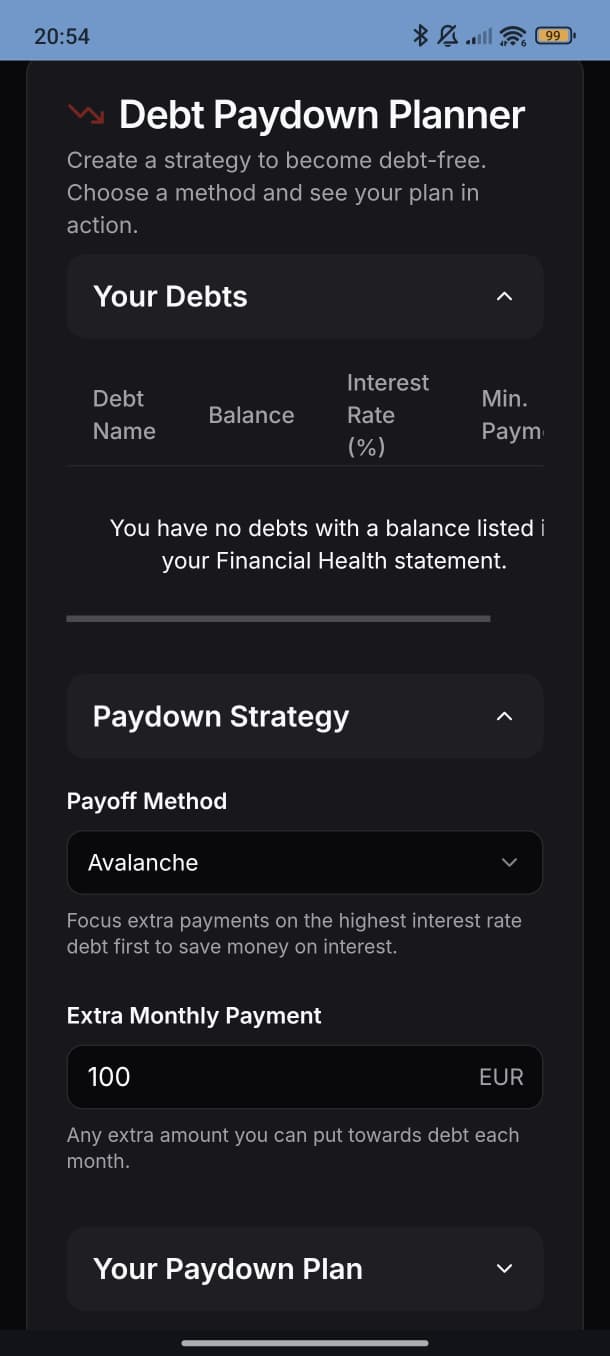 20:54
99
Debt Paydown Planner
Create a strategy to become debt-free.
Choose a method and see your plan in
action.
Your Debts
Debt
Name
Balance
Interest
Rate
(%)
Min.
Paym
You have no debts with a balance listed i
your Financial Health statement.
Paydown Strategy
Payoff Method
Avalanche
Focus extra payments on the highest interest rate
debt first to save money on interest.
Extra Monthly Payment
100 EUR
Any extra amount you can put towards debt each
month.
Your Paydown Plan